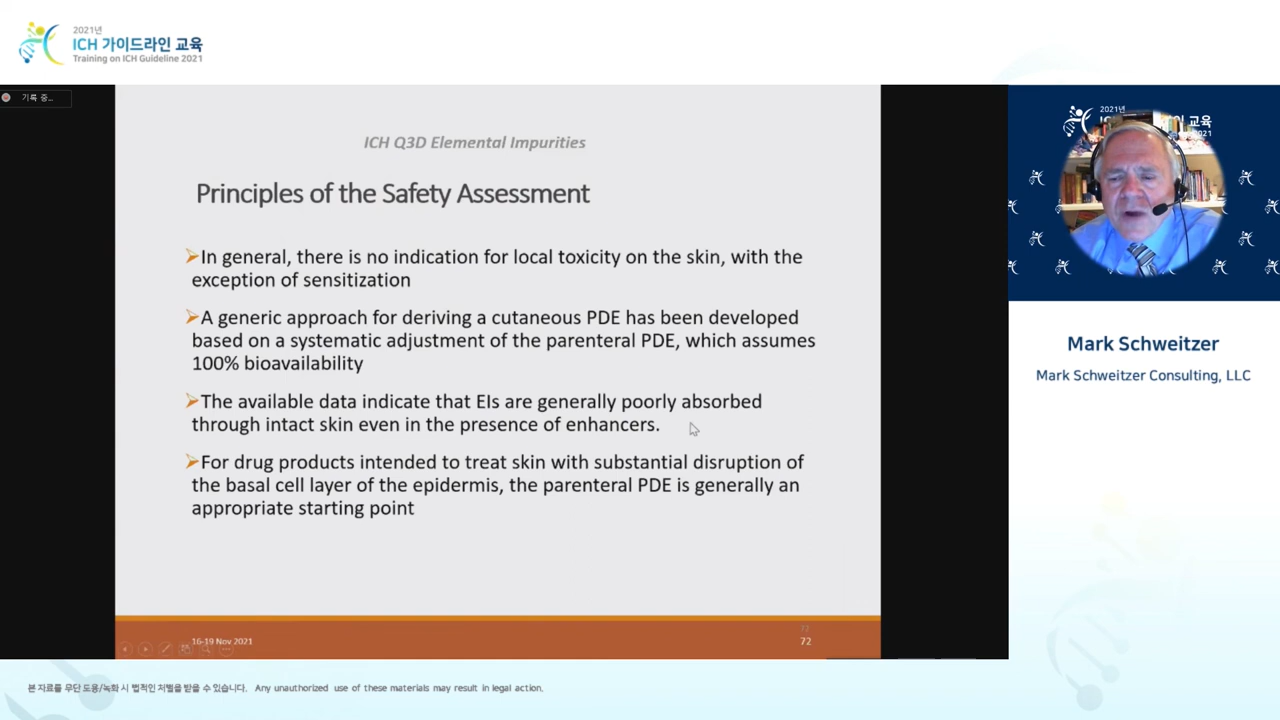 2021년
ICH 가이드라인 교육
Training on ICH Guideline 2021
기록 중...
ICH Q3D Elemental Impurities
Principles of the Safety Assessment
➢In general, there is no indication for local toxicity on the skin, with the
exception of sensitization
➢A generic approach for deriving a cutaneous PDE has been developed
based on a systematic adjustment of the parenteral PDE, which assumes
100% bioavailability
➢The available data indicate that EIs are generally poorly absorbed
through intact skin even in the presence of enhancers.
➢For drug products intended to treat skin with substantial disruption of
the basal cell layer of the epidermis, the parenteral PDE is generally an
appropriate starting point
16-19 Nov 2021
72
2021년
교육
2021
Mark Schweitzer
Mark Schweitzer Consulting, LLC
본 자료를 무단 도용/녹화 시 법적인 처벌을 받을 수 있습니다. Any unauthorized use of these materials may result in legal action.